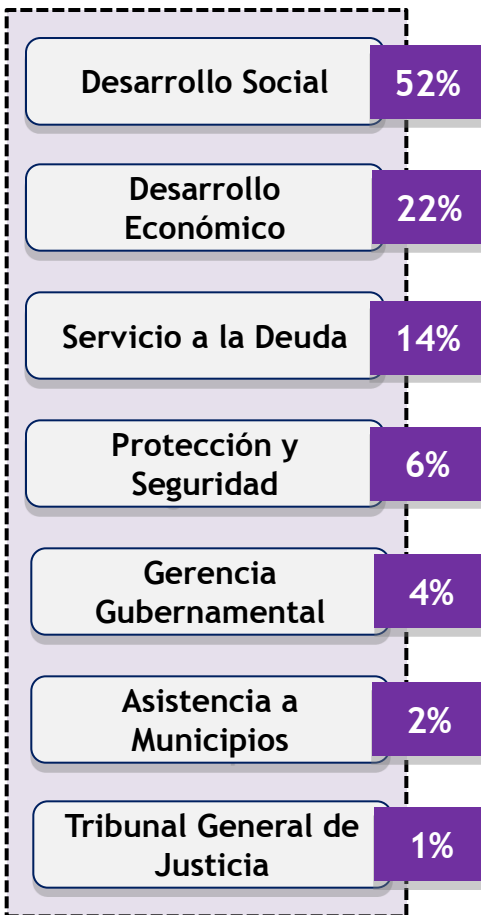 Desarrollo Social 52%
Desarrollo
Económico
22%
Servicio a la Deuda 14%
Protección y
Seguridad
6%
Gerencia
Gubernamental
4%
Asistencia a
Municipios
2%
Tribunal General de
Justicia
1%